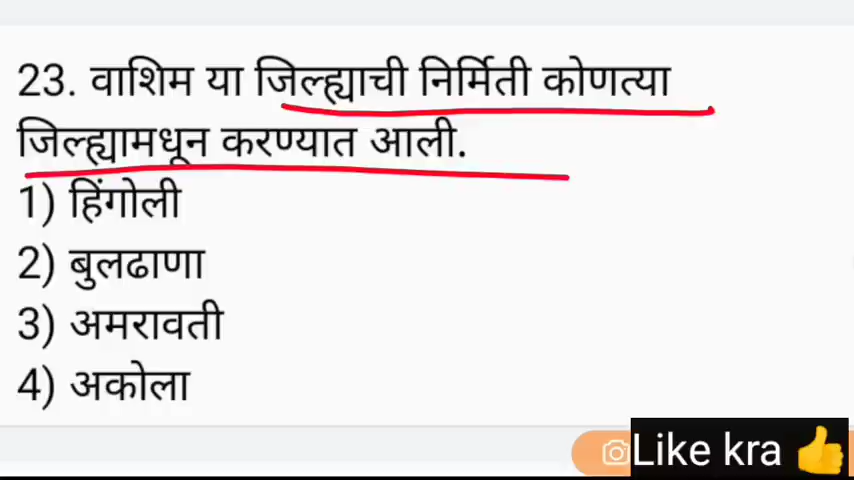 23. वाशिम या जिल्ह्याची निर्मिती कोणत्या
जिल्ह्यामधून करण्यात आली.
1) हिंगोली
2) बुलढाणा
3) अमरावती
4) अकोला
Like kra 👍